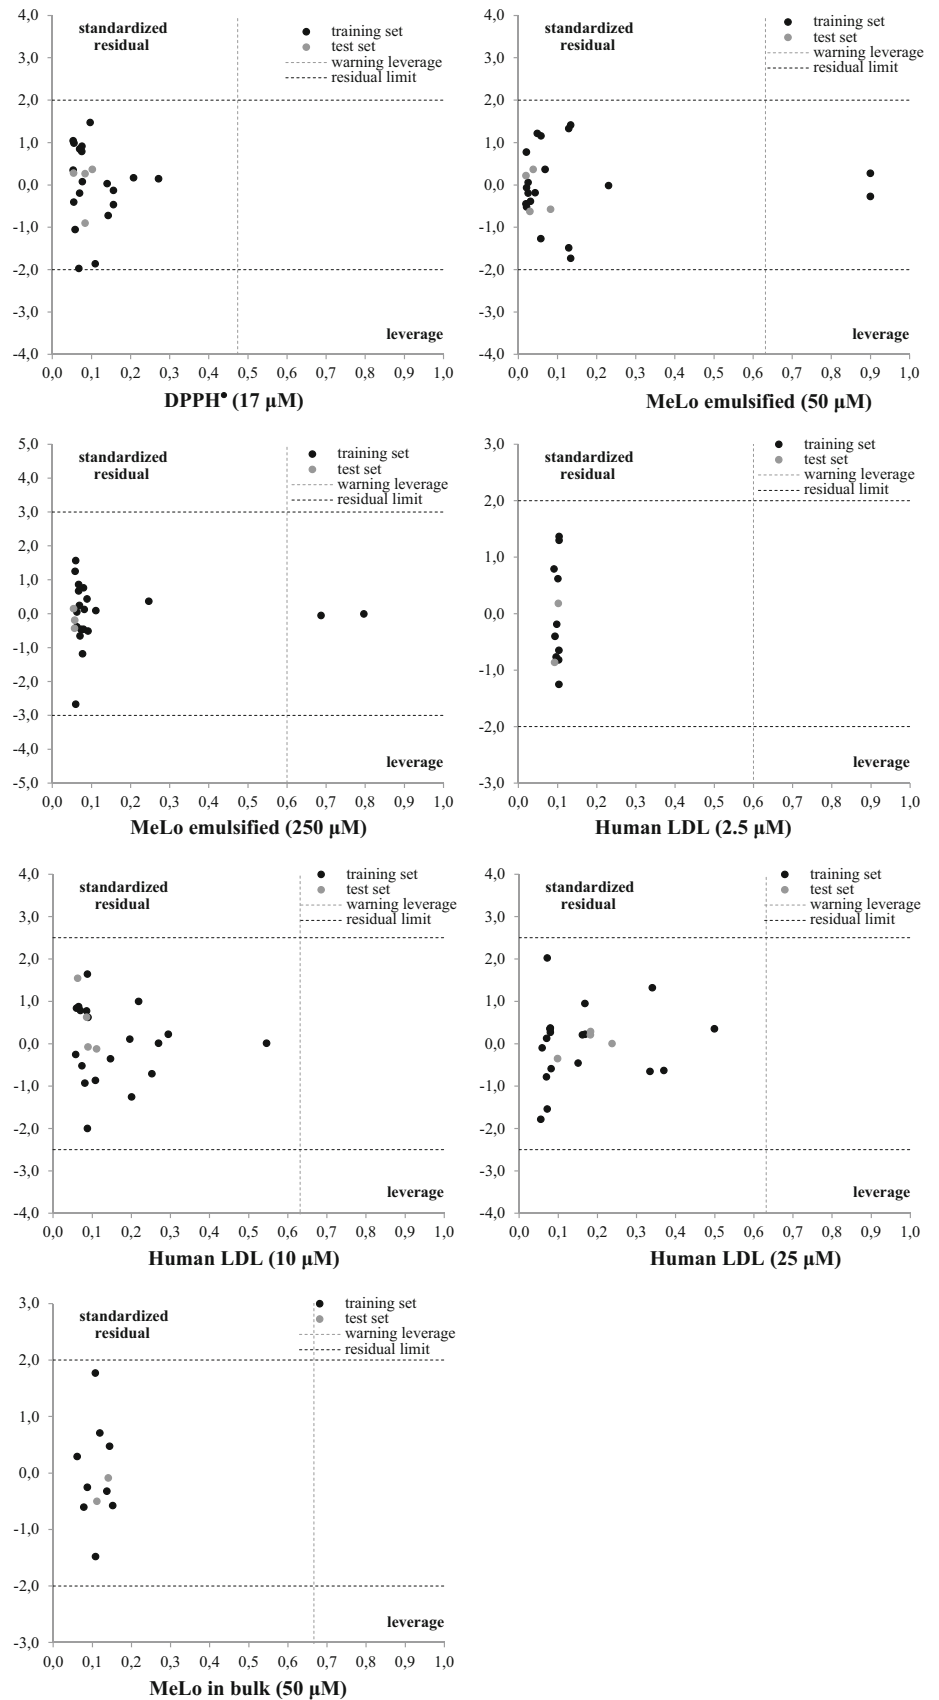 4,0
3,0
2,0
1,0
0,0
-1,0
-2,0
-3,0
-4,0
standardized
residual
training set
test set
warning leverage
residual limit
leverage
0,0 0,1 0,2 0,3 0,4 0,5 0,6 0,7 0,8 0,9 1,0
DPPH• (17 µM)
4,0
3,0
2,0
1,0
0,0
-1,0
-2,0
-3,0
-4,0
standardized
residual
training set
test set
warning leverage
residual limit
leverage
0,0 0,1 0,2 0,3 0,4 0,5 0,6 0,7 0,8 0,9 1,0
MeLo emulsified (50 µM)
5,0
4,0
3,0
2,0
1,0
0,0
-1,0
-2,0
-3,0
-4,0
-5,0
standardized
residual
training set
test set
warning leverage
residual limit
leverage
0,0 0,1 0,2 0,3 0,4 0,5 0,6 0,7 0,8 0,9 1,0
MeLo emulsified (250 µM)
3,0
2,0
1,0
0,0
-1,0
-2,0
-3,0
standardized
residual
training set
test set
warning leverage
residual limit
leverage
0,0 0,1 0,2 0,3 0,4 0,5 0,6 0,7 0,8 0,9 1,0
Human LDL (2.5 µM)
4,0
3,0
2,0
1,0
0,0
-1,0
-2,0
-3,0
-4,0
standardized
residual
training set
test set
warning leverage
residual limit
leverage
0,0 0,1 0,2 0,3 0,4 0,5 0,6 0,7 0,8 0,9 1,0
Human LDL (10 µM)
4,0
3,0
2,0
1,0
0,0
-1,0
-2,0
-3,0
-4,0
standardized
residual
training set
test set
warning leverage
residual limit
leverage
0,0 0,1 0,2 0,3 0,4 0,5 0,6 0,7 0,8 0,9 1,0
Human LDL (25 µM)
3,0
2,0
1,0
0,0
-1,0
-2,0
-3,0
standardized
residual
training set
test set
warning leverage
residual limit
leverage
0,0 0,1 0,2 0,3 0,4 0,5 0,6 0,7 0,8 0,9 1,0
MeLo in bulk (50 µM)